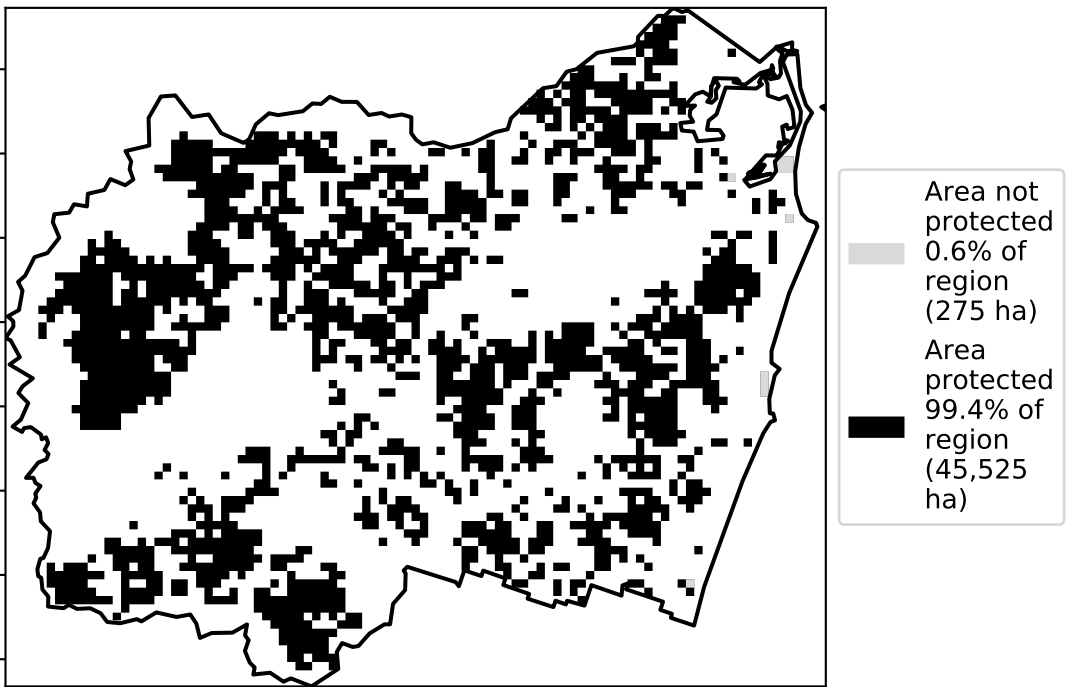 Area not
protected
0.6% of
region
(275 ha)
Area
protected
99.4% of
region
(45,525
ha)